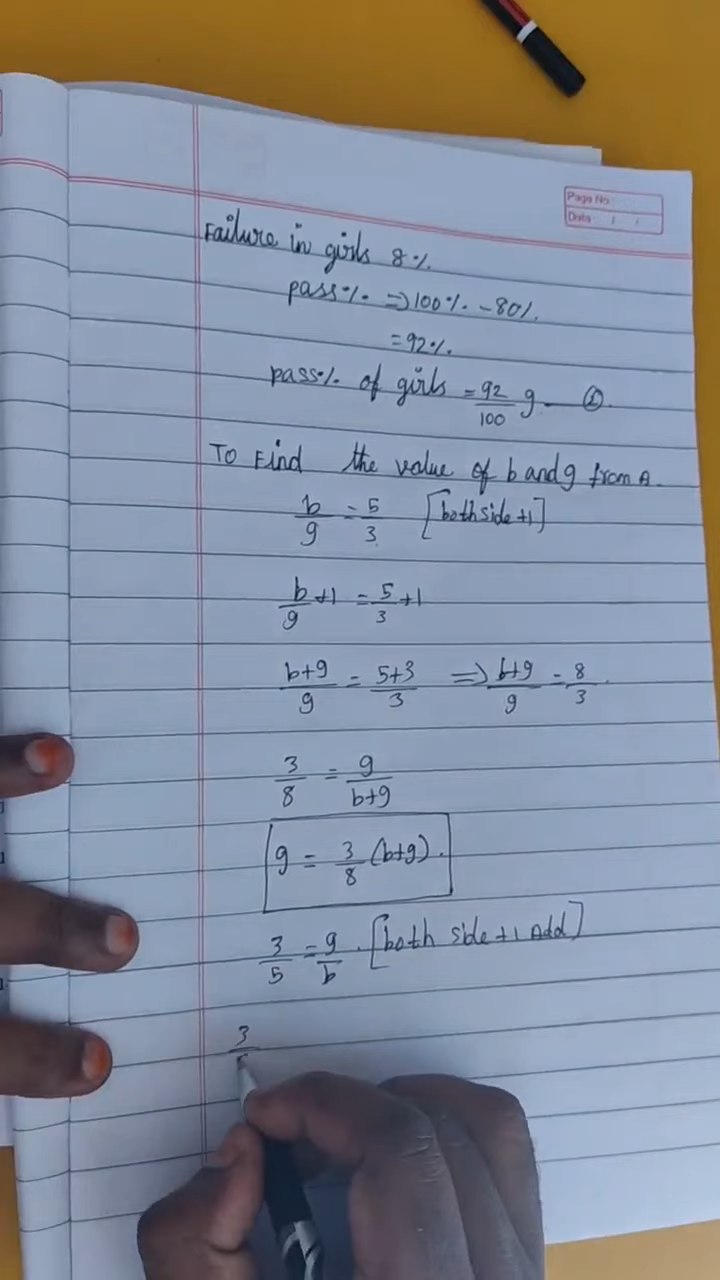 Page No
Date / /
Failure in girls 8%.
pass% => 100% - 80%.
= 92%.
pass% of girls = 92/100 g - ②.
To Find the value of b and g from A.
b/g = 5/3 [both side +1]
b/g + 1 = 5/3 + 1
b+g/g = 5+3/3 => b+g/g = 8/3.
3/8 = g/b+g
g = 3/8 (b+g).
3/5 = g/b. [both side +1 Add]
3